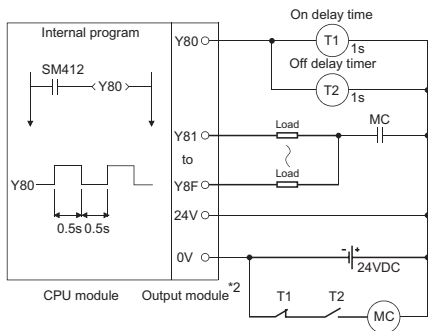 On delay time
Internal program
Y80
T1
1s
SM412
Off delay timer
Y80
T2
1s
Load
MC
Y81
to
Load
Y80
Y8F
0.5s 0.5s
24V
0V
24VDC
CPU module
Output module *2
T1
T2
MC